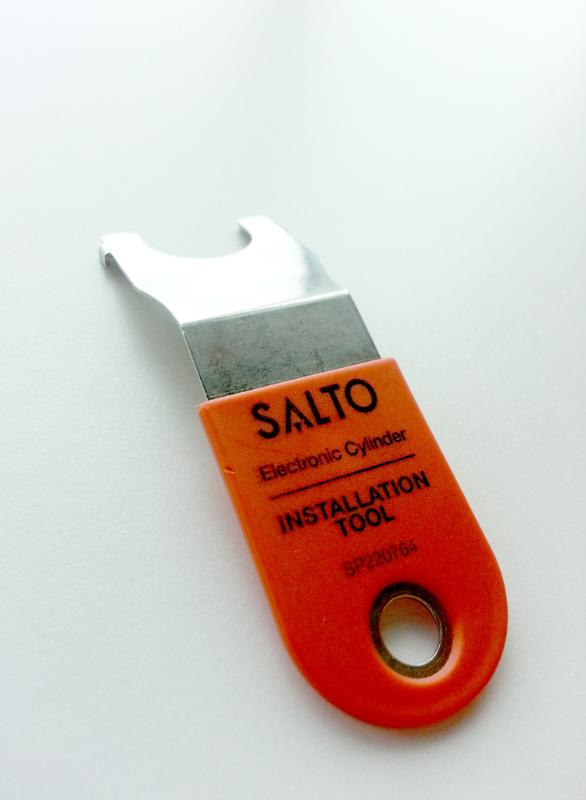 SALTO
Electronic Cylinder
INSTALLATION
TOOL
SP220764